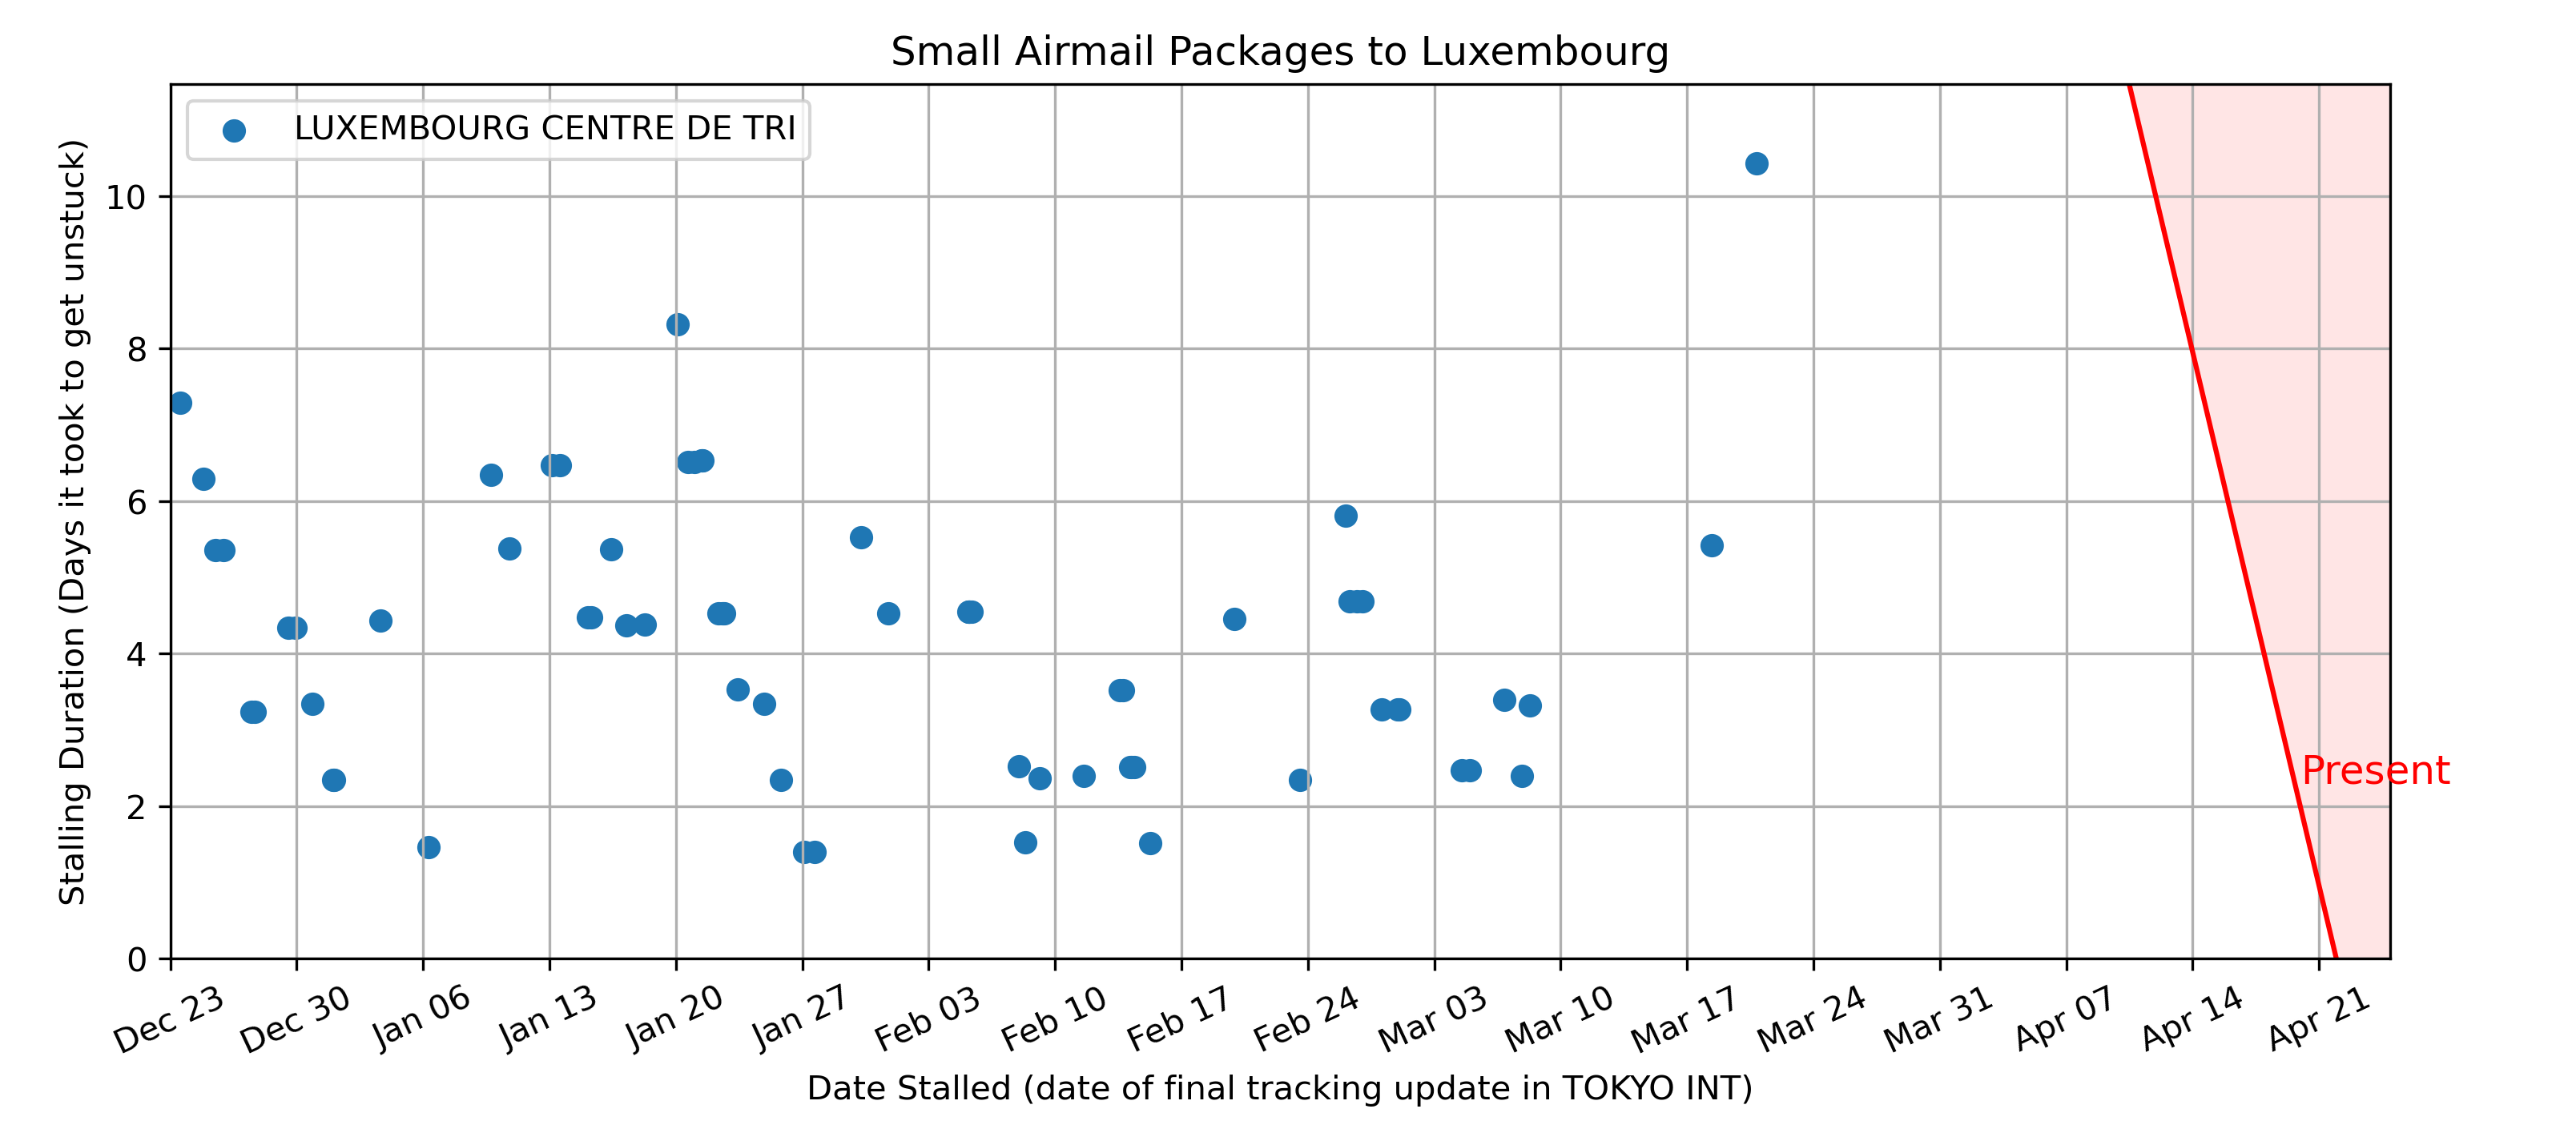 Small Airmail Packages to Luxembourg
LUXEMBOURG CENTRE DE TRI
Stalling Duration (Days it took to get unstuck)
10
8
6
4
2
0
Present
Dec 23
Dec 30
Jan 06
Jan 13
Jan 20
Jan 27
Feb 03
Feb 10
Feb 17
Feb 24
Mar 03
Mar 10
Mar 17
Mar 24
Mar 31
Apr 07
Apr 14
Apr 21
Date Stalled (date of final tracking update in TOKYO INT)